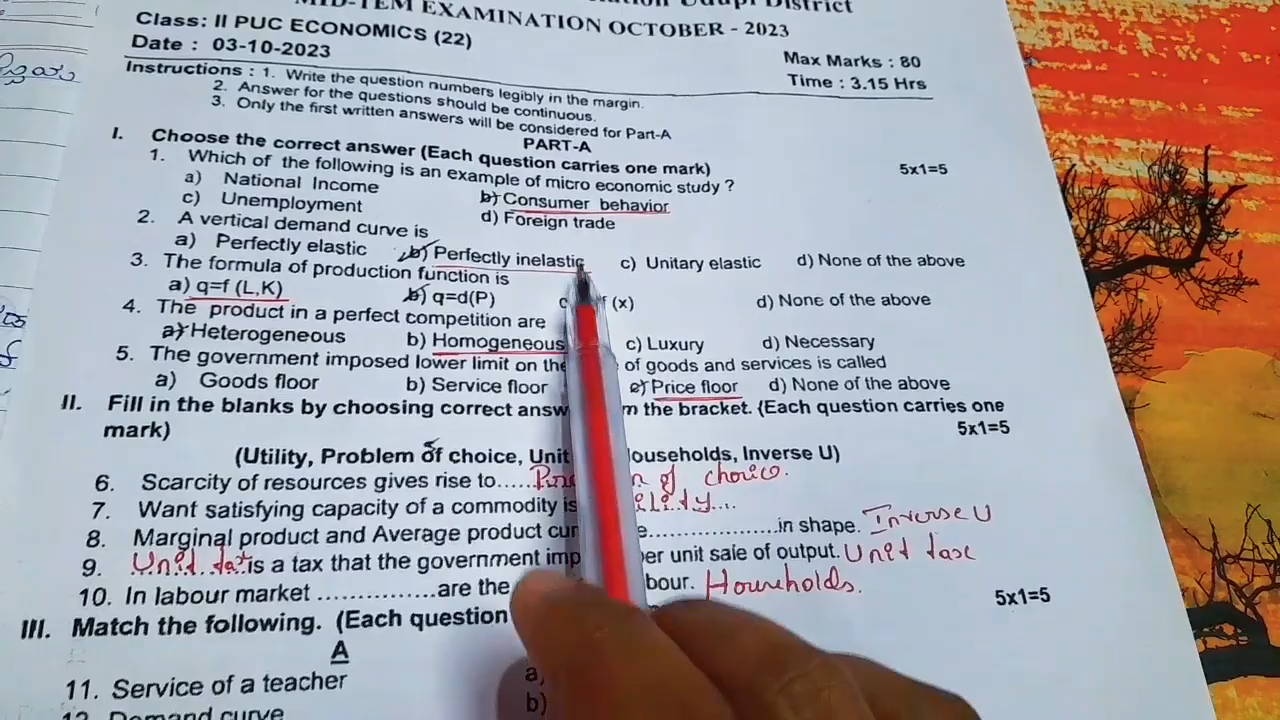 Udupi District
MID-TEM EXAMINATION OCTOBER - 2023
Class: II PUC ECONOMICS (22)
Date : 03-10-2023
Max Marks : 80
Time : 3.15 Hrs
Instructions : 1. Write the question numbers legibly in the margin.
2. Answer for the questions should be continuous.
3. Only the first written answers will be considered for Part-A
PART-A
I. Choose the correct answer (Each question carries one mark) 5x1=5
1. Which of the following is an example of micro economic study ?
a) National Income b) Consumer behavior
c) Unemployment d) Foreign trade
2. A vertical demand curve is
a) Perfectly elastic b) Perfectly inelastic c) Unitary elastic d) None of the above
3. The formula of production function is
a) q=f (L,K) b) q=d(P) (x) d) None of the above
4. The product in a perfect competition are
a) Heterogeneous b) Homogeneous c) Luxury d) Necessary
5. The government imposed lower limit on the of goods and services is called
a) Goods floor b) Service floor c) Price floor d) None of the above
II. Fill in the blanks by choosing correct the bracket. (Each question carries one
mark) 5x1=5
(Utility, Problem of choice, Inverse U)
6. Scarcity of resources gives rise to..... of choice.
7. Want satisfying capacity of a commodity is
8. Marginal product and Average product ..............in shape. Inverse U
9. Unit tax is a tax that the government per unit sale of output. Unit tax
10. In labour market ...............are the Households.
III. Match the following. (Each question 5x1=5
A
11. Service of a teacher
a)
b)
12. Demand curve